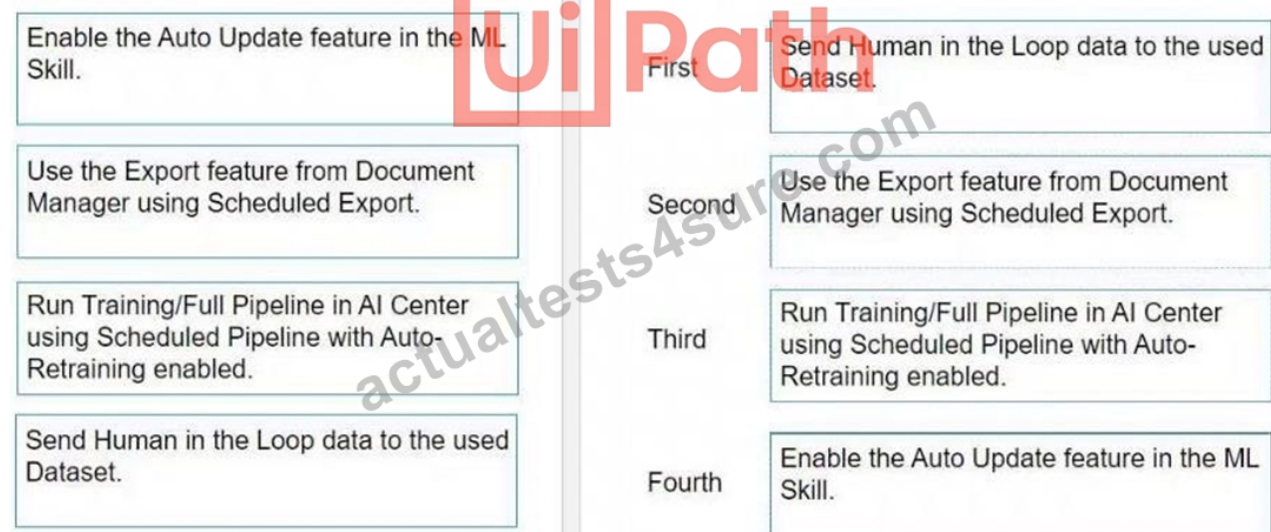 Enable the Auto Update feature in the ML
Skill.
Use the Export feature from Document
Manager using Scheduled Export.
Run Training/Full Pipeline in AI Center
using Scheduled Pipeline with Auto-
Retraining enabled.
Send Human in the Loop data to the used
Dataset.
UiPath
actualtests4sure.com
First
Send Human in the Loop data to the used
Dataset.
Second
Use the Export feature from Document
Manager using Scheduled Export.
Third
Run Training/Full Pipeline in AI Center
using Scheduled Pipeline with Auto-
Retraining enabled.
Fourth
Enable the Auto Update feature in the ML
Skill.